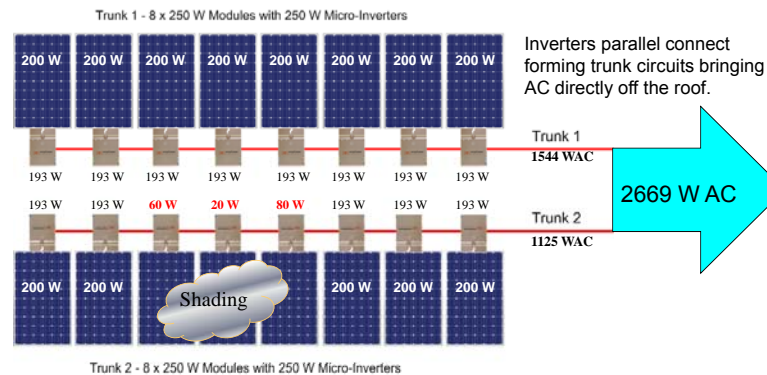 Trunk 1 - 8 x 250 W Modules with 250 W Micro-Inverters
200 W 200 W 200 W 200 W 200 W 200 W 200 W 200 W
Inverters parallel connect
forming trunk circuits bringing
AC directly off the roof.
Trunk 1
1544 WAC
193 W 193 W 193 W 193 W 193 W 193 W 193 W 193 W
2669 W AC
193 W 193 W 60 W 20 W 80 W 193 W 193 W 193 W
Trunk 2
1125 WAC
200 W 200 W 200 W 200 W 200 W
Shading
Trunk 2 - 8 x 250 W Modules with 250 W Micro-Inverters